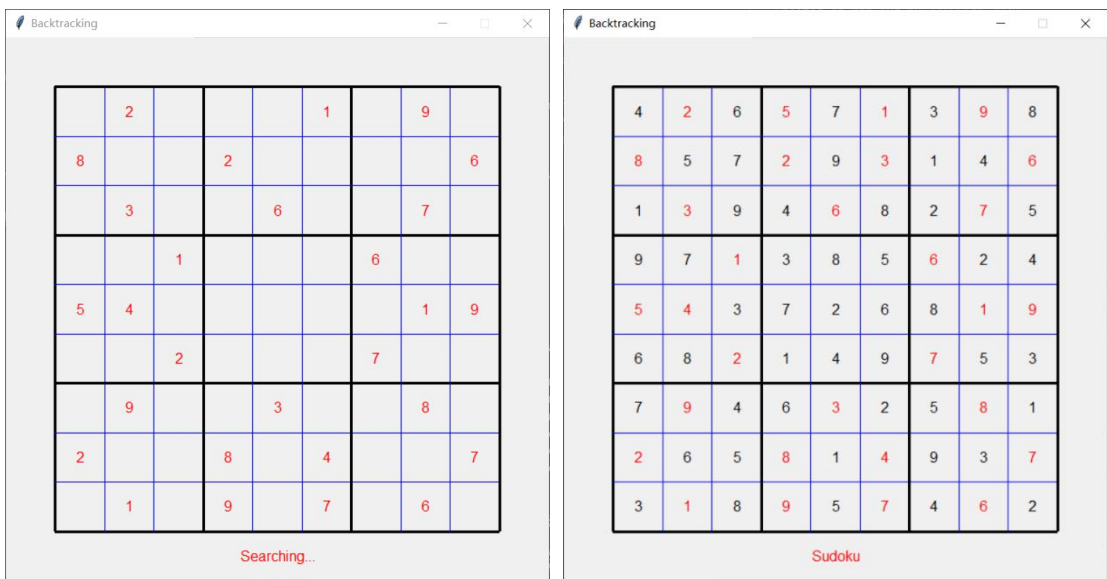 Backtracking
2 1 9
8 2 6
3 6 7
1 6
5 4 1 9
2 7
9 3 8
2 8 4 7
1 9 7 6
Searching...
Backtracking
4 2 6 5 7 1 3 9 8
8 5 7 2 9 3 1 4 6
1 3 9 4 6 8 2 7 5
9 7 1 3 8 5 6 2 4
5 4 3 7 2 6 8 1 9
6 8 2 1 4 9 7 5 3
7 9 4 6 3 2 5 8 1
2 6 5 8 1 4 9 3 7
3 1 8 9 5 7 4 6 2
Sudoku